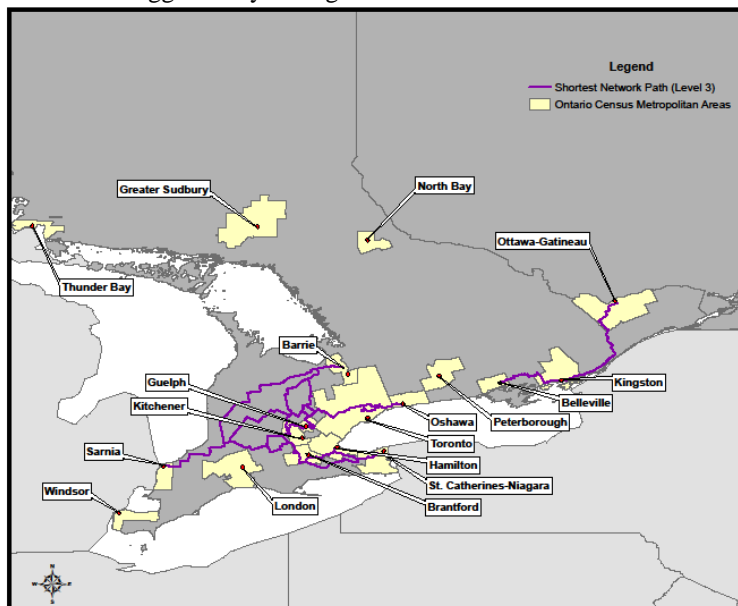 Legend
Shortest Network Path (Level 3)
Ontario Census Metropolitan Areas
Greater Sudbury
North Bay
Ottawa-Gatineau
Thunder Bay
Barrie
Guelph
Kitchener
Kingston
Belleville
Oshawa
Peterborough
Toronto
Sarnia
Hamilton
St. Catherines-Niagara
Windsor
London
Brantford
N
W
E
S